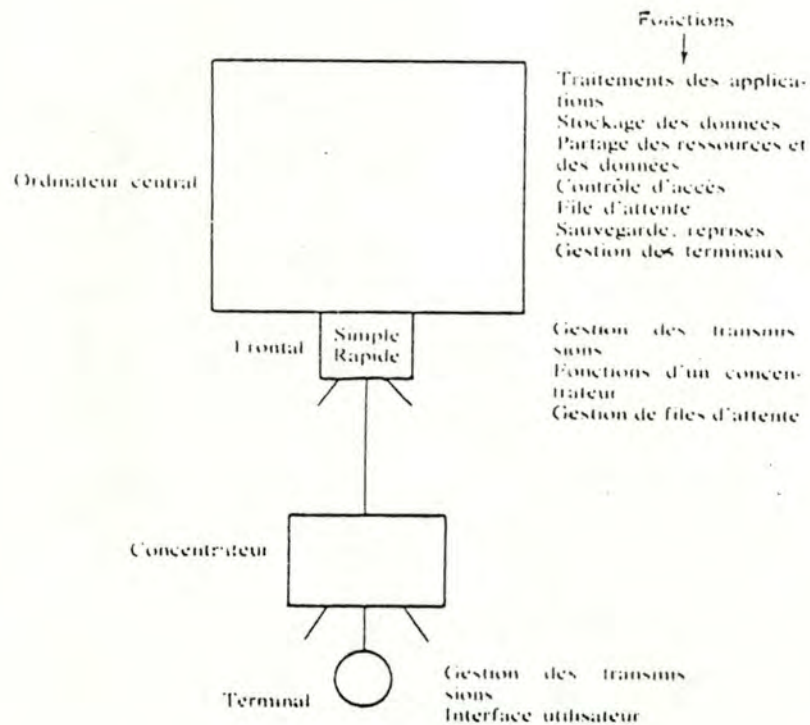 Fonctions
Traitements des applica-
tions
Stockage des données
Partage des ressources et
des données
Ordinateur central
Contrôle d'accès
File d'attente
Sauvegarde, reprises
Gestion des terminaux
Simple
Rapide
Frontal
Gestion des transmis
sions
Fonctions d'un concen-
trateur
Gestion de files d'attente
Concentrateur
Terminal
Gestion des transmis
sions
Interface utilisateur